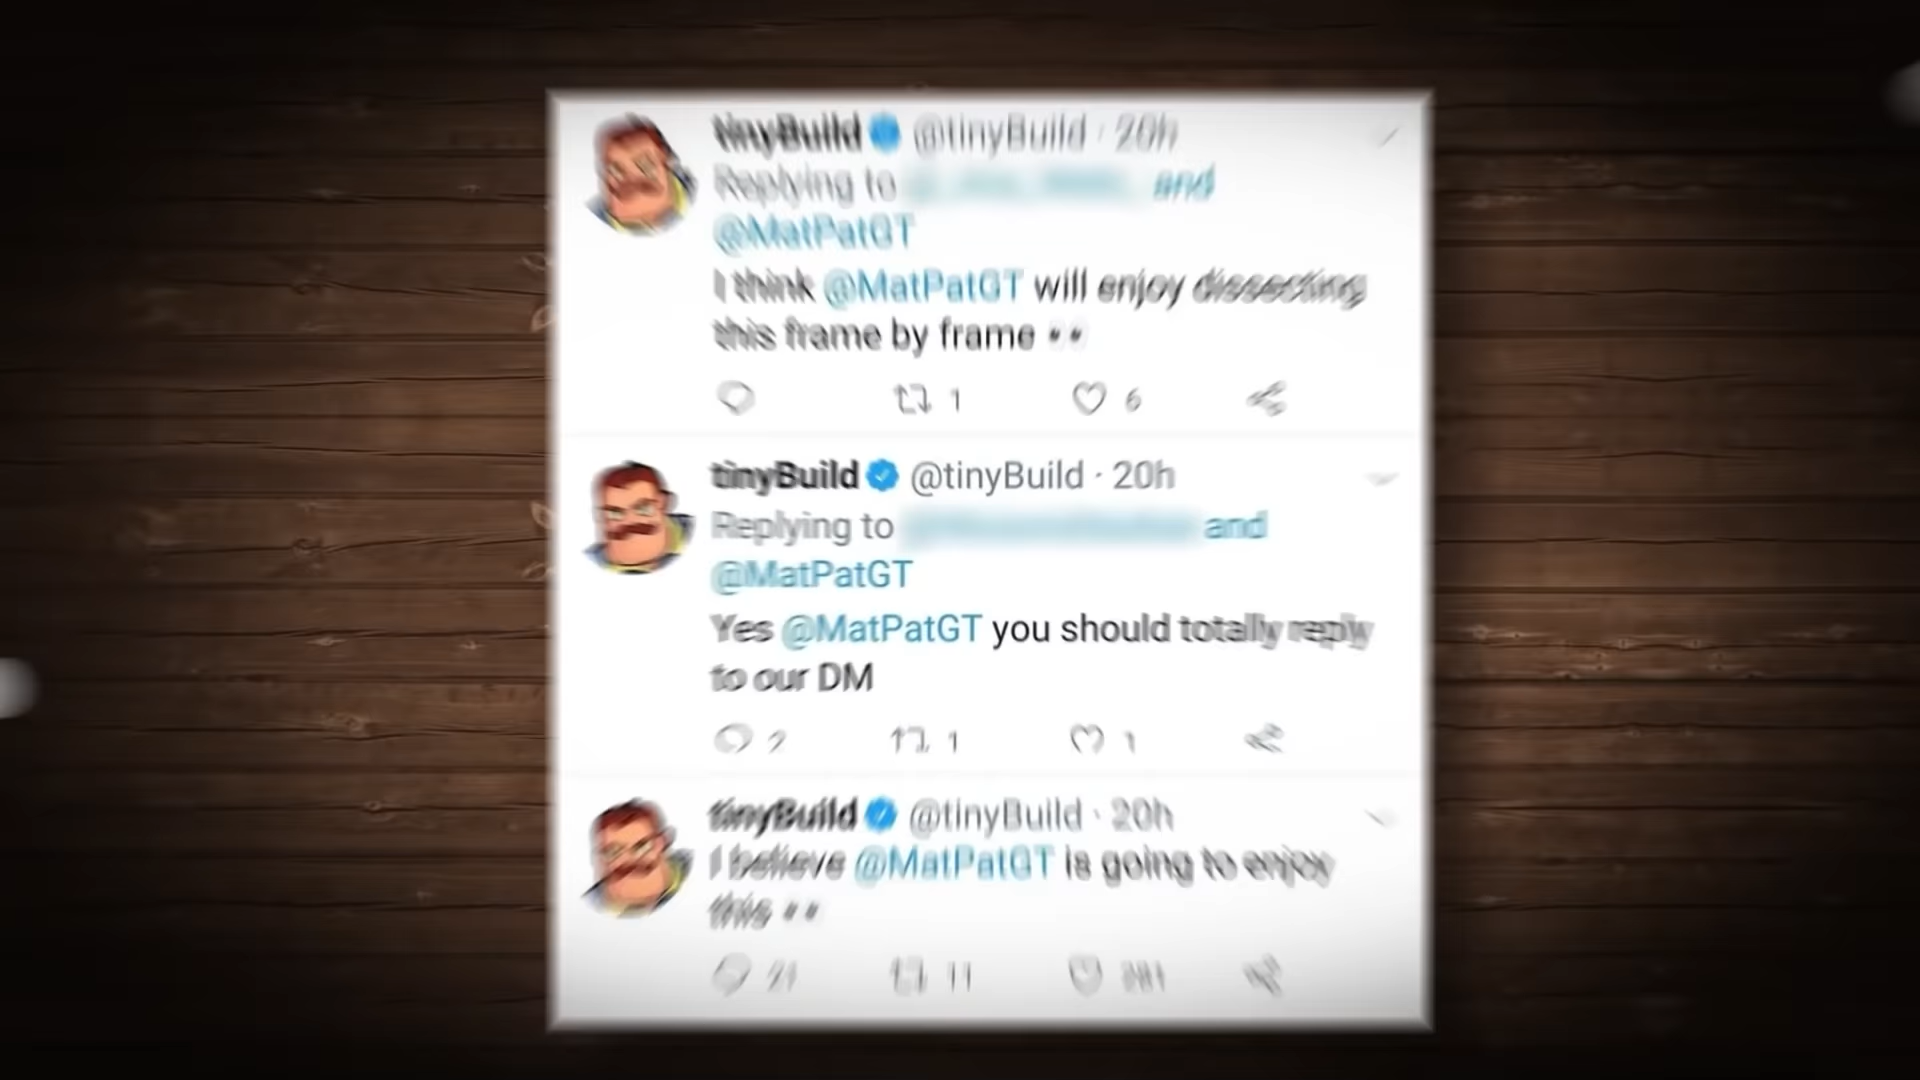 tinyBuild @tinyBuild · 20h
Replying to and
@MatPatGT
I think @MatPatGT will enjoy dissecting
this frame by frame
1 6
tinyBuild @tinyBuild · 20h
Replying to and
@MatPatGT
Yes @MatPatGT you should totally reply
to our DM
2 1 1
tinyBuild @tinyBuild · 20h
I believe @MatPatGT is going to enjoy
this
21 11